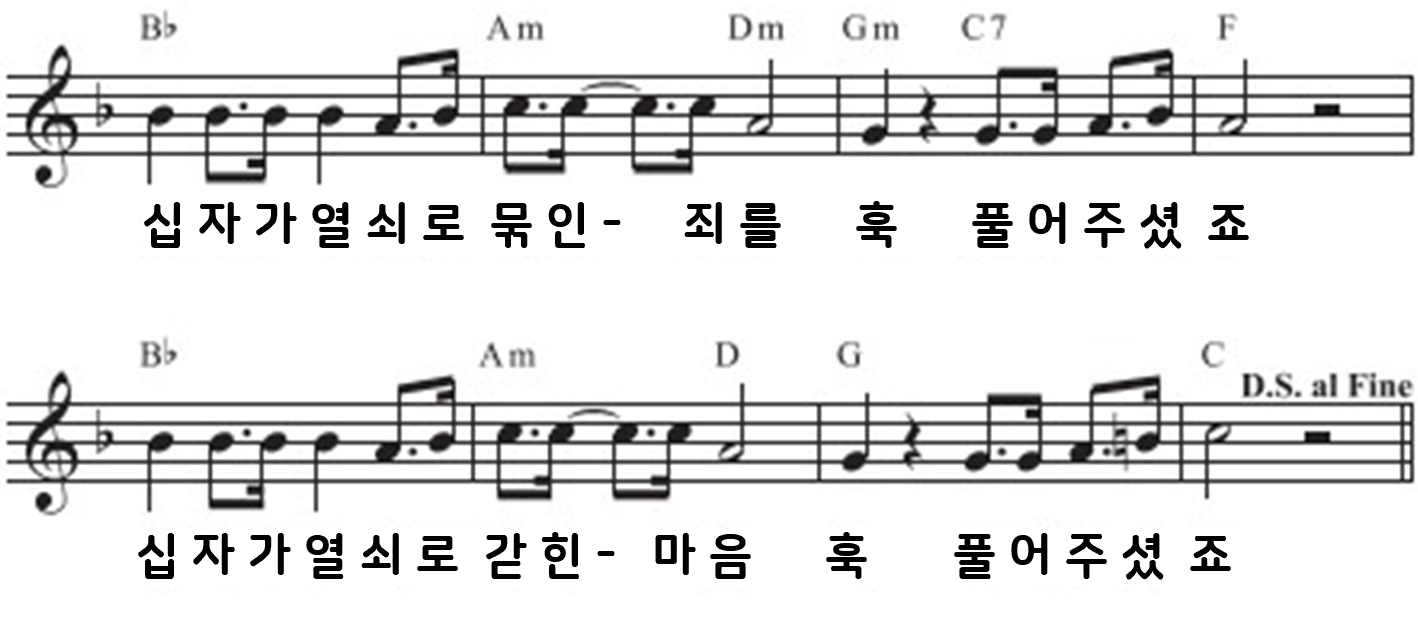 B♭ Am Dm Gm C7 F
십자가열쇠로 묶인- 죄를 훅 풀어주셨 죠
B♭ Am D G C
D.S. al Fine
십자가열쇠로 갇힌- 마음 훅 풀어주셨 죠